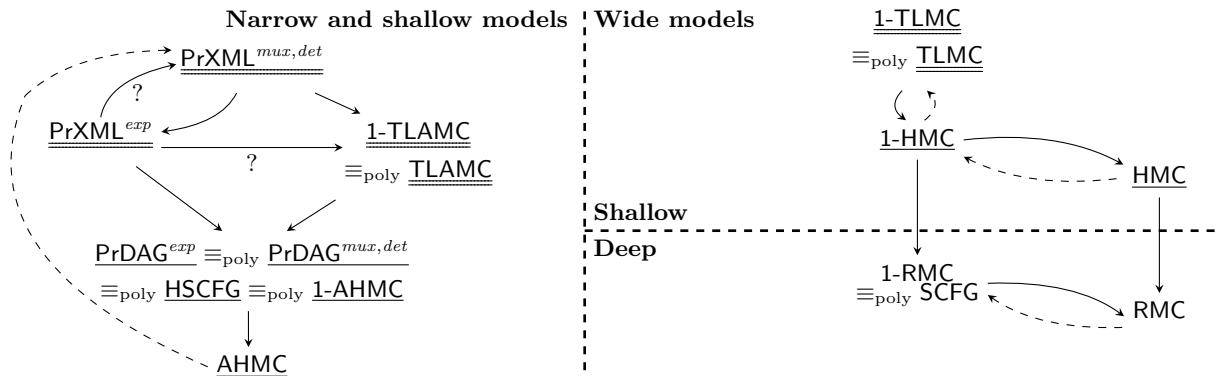 Narrow and shallow models
PrXML^{mux,det}
?
PrXML^{exp}
?
1-TLAMC
≡poly TLAMC
PrDAG^{exp} ≡poly PrDAG^{mux,det}
≡poly HSCFG ≡poly 1-AHMC
AHMC
Wide models
1-TLMC
≡poly TLMC
1-HMC
HMC
Shallow
Deep
1-RMC
≡poly SCFG
RMC